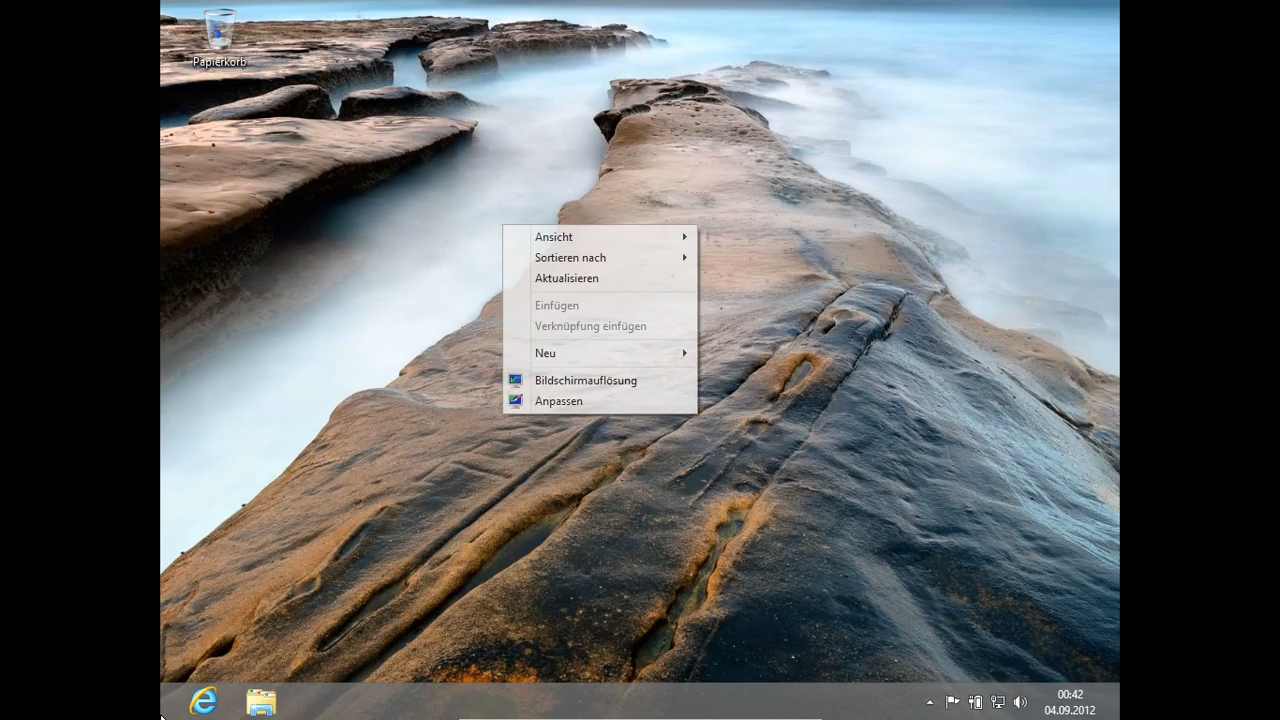 Papierkorb
Ansicht
Sortieren nach
Aktualisieren
Einfügen
Verknüpfung einfügen
Neu
Bildschirmauflösung
Anpassen
00:42
04.09.2012